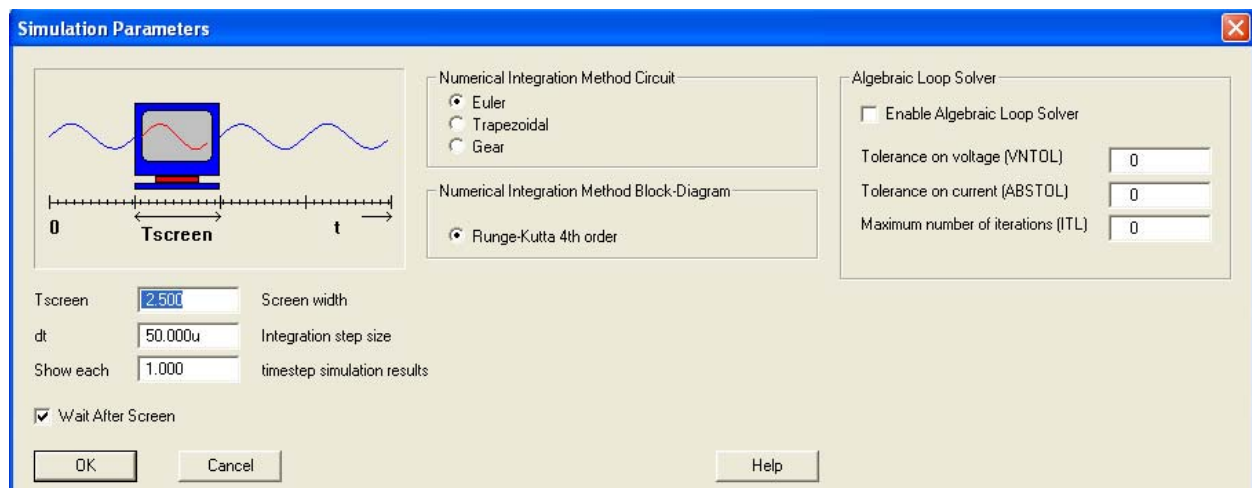 Simulation Parameters
0
Tscreen
t
Numerical Integration Method Circuit
Euler
Trapezoidal
Gear
Numerical Integration Method Block-Diagram
Runge-Kutta 4th order
Algebraic Loop Solver
Enable Algebraic Loop Solver
Tolerance on voltage (VNTOL) 0
Tolerance on current (ABSTOL) 0
Maximum number of iterations (ITL) 0
Tscreen 2.500 Screen width
dt 50.000u Integration step size
Show each 1.000 timestep simulation results
Wait After Screen
OK
Cancel
Help